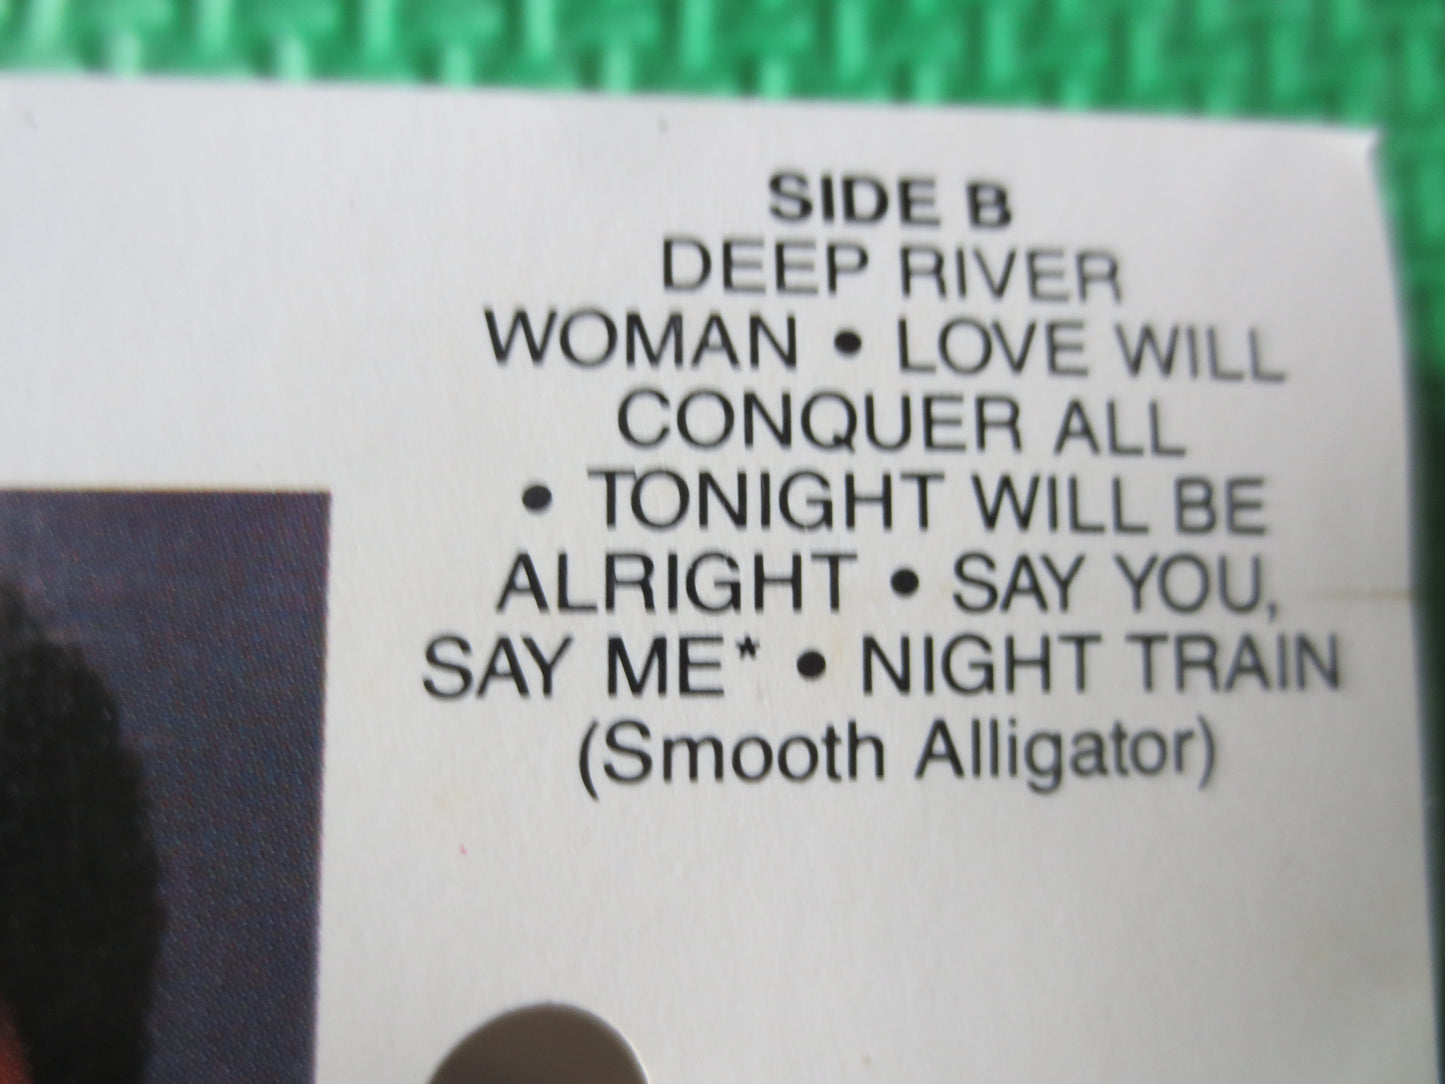 SIDE B
DEEP RIVER
WOMAN • LOVE WILL
CONQUER ALL
• TONIGHT WILL BE
ALRIGHT • SAY YOU,
SAY ME* • NIGHT TRAIN
(Smooth Alligator)